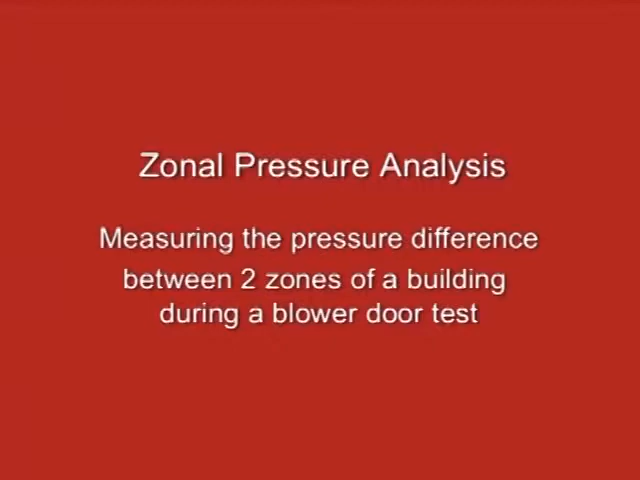 Zonal Pressure Analysis
Measuring the pressure difference
between 2 zones of a building
during a blower door test